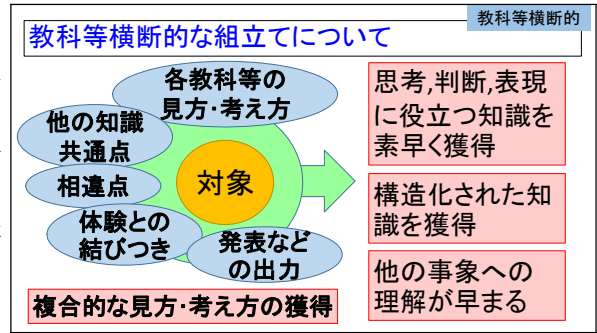 教科等横断的
教科等横断的な組立てについて
各教科等の
見方・考え方
他の知識
共通点
相違点
体験との
結びつき
発表など
の出力
対象
複合的な見方・考え方の獲得
思考,判断,表現
に役立つ知識を
素早く獲得
構造化された知
識を獲得
他の事象への
理解が早まる